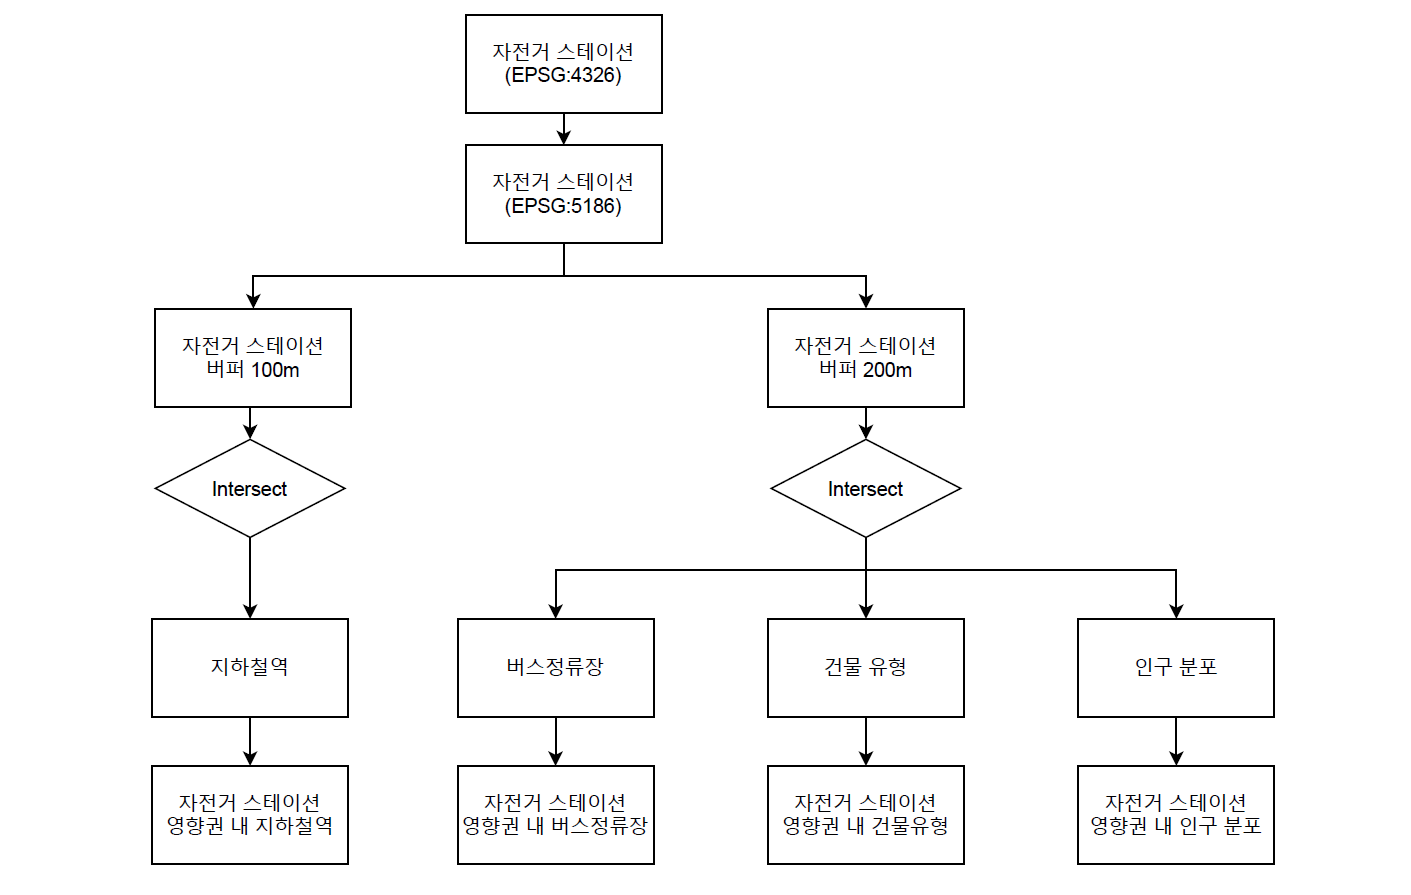 자전거 스테이션
(EPSG:4326)
자전거 스테이션
(EPSG:5186)
자전거 스테이션
버퍼 100m
자전거 스테이션
버퍼 200m
Intersect
Intersect
지하철역
버스정류장
건물 유형
인구 분포
자전거 스테이션
영향권 내 지하철역
자전거 스테이션
영향권 내 버스정류장
자전거 스테이션
영향권 내 건물유형
자전거 스테이션
영향권 내 인구 분포